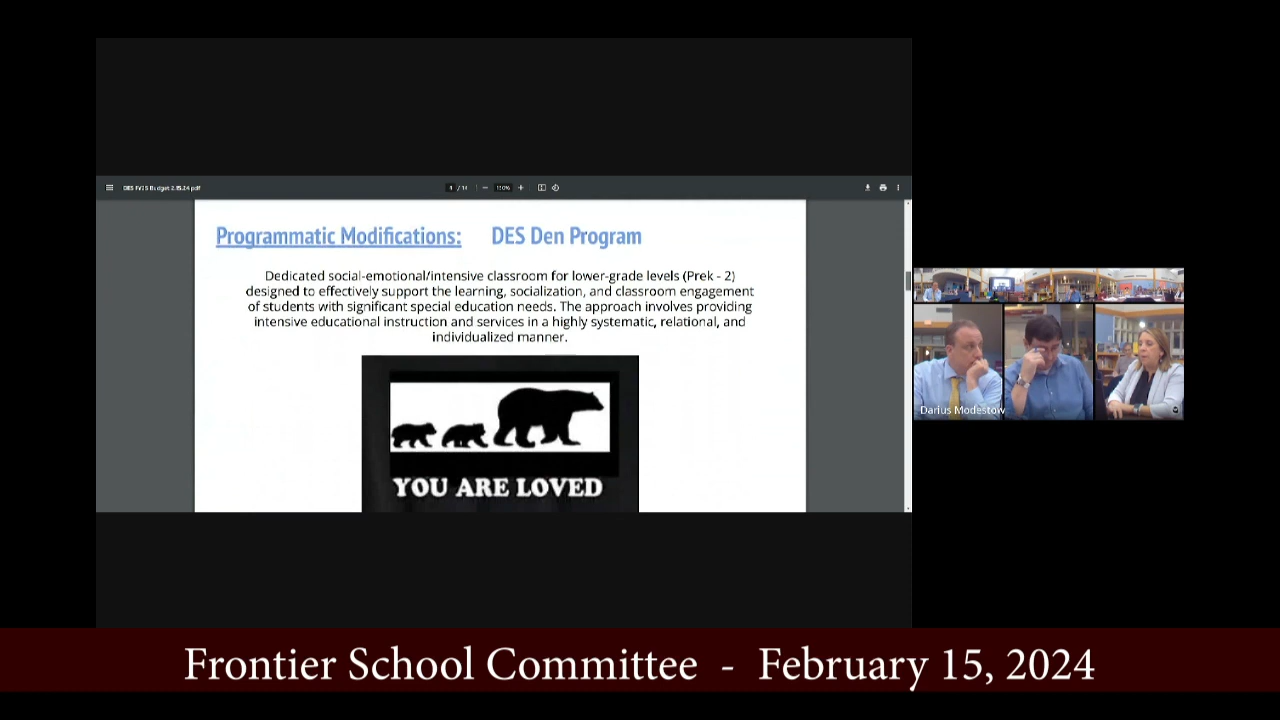 DES FY25 Budget 2.15.24.pdf
Programmatic Modifications: DES Den Program
Dedicated social-emotional/intensive classroom for lower-grade levels (Prek - 2)
designed to effectively support the learning, socialization, and classroom engagement
of students with significant special education needs. The approach involves providing
intensive educational instruction and services in a highly systematic, relational, and
individualized manner.
YOU ARE LOVED
Darius Modestow
Frontier School Committee - February 15, 2024